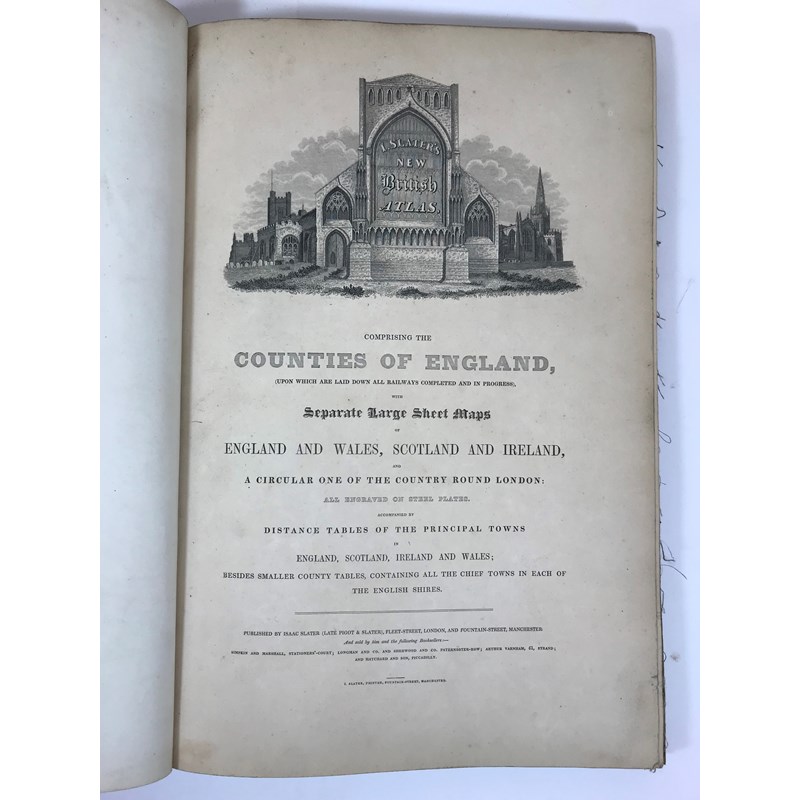 I. SLATER'S
NEW
British
ATLAS.
COMPRISING THE
COUNTIES OF ENGLAND,
(UPON WHICH ARE LAID DOWN ALL RAILWAYS COMPLETED AND IN PROGRESS),
WITH
Separate Large Sheet Maps
OF
ENGLAND AND WALES, SCOTLAND AND IRELAND,
AND
A CIRCULAR ONE OF THE COUNTRY ROUND LONDON:
ALL ENGRAVED ON STEEL PLATES.
ACCOMPANIED BY
DISTANCE TABLES OF THE PRINCIPAL TOWNS
IN
ENGLAND, SCOTLAND, IRELAND AND WALES;
BESIDES SMALLER COUNTY TABLES, CONTAINING ALL THE CHIEF TOWNS IN EACH OF
THE ENGLISH SHIRES.
PUBLISHED BY ISAAC SLATER (LATE PIGOT & SLATER), FLEET-STREET, LONDON, AND FOUNTAIN-STREET, MANCHESTER
And sold by him and the following Booksellers:—
SIMPKIN AND MARSHALL, STATIONERS'-COURT; LONGMAN AND CO. AND SHERWOOD AND CO. PATERNOSTER-ROW; ARTHUR VARNHAM, 61, STRAND;
AND HATCHARD AND SON, PICCADILLY.
I. SLATER, PRINTER, FOUNTAIN-STREET, MANCHESTER.